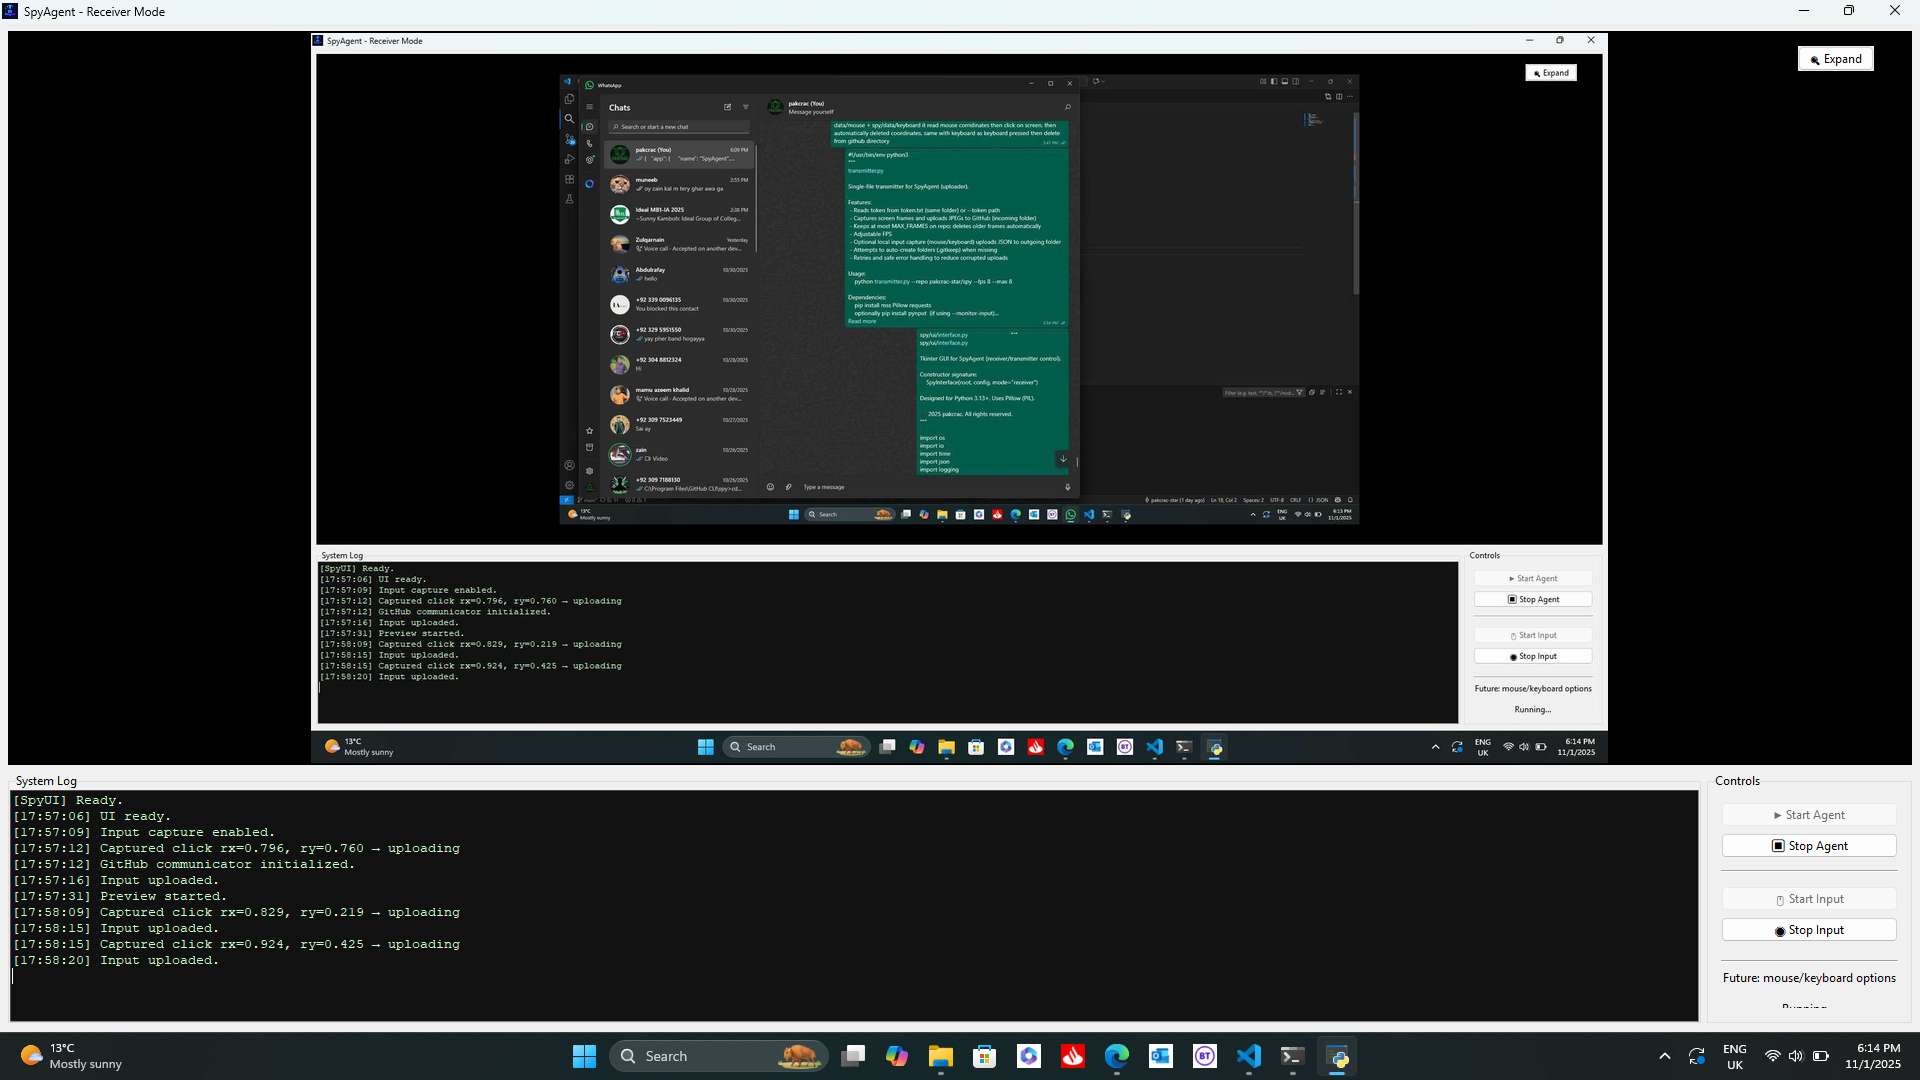 SpyAgent - Receiver Mode
Expand
SpyAgent - Receiver Mode
Expand
WhatsApp
Chats
Search or start a new chat
pakcrac (You) 6:09 PM
{ "app": { "name": "SpyAgent",...
muneeb 2:55 PM
oy zain kal m tery ghar awa ga
Ideal MB1-IA 2025 2:38 PM
~Sunny Kamboh: Ideal Group of Colleg...
Zulqarnain Yesterday
Voice call - Accepted on another dev...
Abdulrafay 10/30/2025
hello
+92 339 0096135 10/30/2025
You blocked this contact
+92 329 5951550 10/30/2025
yay pher band hogayya
+92 304 8812324 10/28/2025
Hi
mamu azeem khalid 10/28/2025
Voice call - Accepted on another dev...
+92 309 7523449 10/27/2025
Sai ay
zain 10/26/2025
Video
+92 309 7188130 10/26/2025
C:\Program Files\GitHub CLI\ppy>cd...
pakcrac (You)
Message yourself
data/mouse + spy/data/keyboard it read mouse corrdinates then click on screen. then
automatically deleted coordinates. same with keyboard as keyboard pressed then delete
from github directory
#!/usr/bin/env python3
"""
transmitter.py
Single-file transmitter for SpyAgent (uploader).
Features:
- Reads token from token.txt (same folder) or --token path
- Captures screen frames and uploads JPEGs to GitHub (incoming folder)
- Keeps at most MAX_FRAMES on repo: deletes older frames automatically
- Adjustable FPS
- Optional local input capture (mouse/keyboard) uploads JSON to outgoing folder
- Attempts to auto-create folders (.gitkeep) when missing
- Retries and safe error handling to reduce corrupted uploads
Usage:
python transmitter.py --repo pakcrac-star/spy --fps 8 --max 8
Dependencies:
pip install mss Pillow requests
optionally pip install pynput (if using --monitor-input)...
Read more
"""
spy/ui/interface.py
spy/ui/interface.py
Tkinter GUI for SpyAgent (receiver/transmitter control).
Constructor signature:
SpyInterface(root, config, mode="receiver")
Designed for Python 3.13+. Uses Pillow (PIL).
2025 pakcrac. All rights reserved.
"""
import os
import io
import time
import json
import logging
Type a message
pakcrac-star (1 day ago) Ln 18, Col 2 Spaces: 2 UTF-8 CRLF {} JSON
13°C
Mostly sunny
Search
ENG
UK
6:13 PM
11/1/2025
System Log
[SpyUI] Ready.
[17:57:06] UI ready.
[17:57:09] Input capture enabled.
[17:57:12] Captured click rx=0.796, ry=0.760 → uploading
[17:57:12] GitHub communicator initialized.
[17:57:16] Input uploaded.
[17:57:31] Preview started.
[17:58:09] Captured click rx=0.829, ry=0.219 → uploading
[17:58:15] Input uploaded.
[17:58:15] Captured click rx=0.924, ry=0.425 → uploading
[17:58:20] Input uploaded.
Controls
Start Agent
Stop Agent
Start Input
Stop Input
Future: mouse/keyboard options
Running...
13°C
Mostly sunny
Search
ENG
UK
6:14 PM
11/1/2025
System Log
[SpyUI] Ready.
[17:57:06] UI ready.
[17:57:09] Input capture enabled.
[17:57:12] Captured click rx=0.796, ry=0.760 → uploading
[17:57:12] GitHub communicator initialized.
[17:57:16] Input uploaded.
[17:57:31] Preview started.
[17:58:09] Captured click rx=0.829, ry=0.219 → uploading
[17:58:15] Input uploaded.
[17:58:15] Captured click rx=0.924, ry=0.425 → uploading
[17:58:20] Input uploaded.
Controls
Start Agent
Stop Agent
Start Input
Stop Input
Future: mouse/keyboard options
Running...
13°C
Mostly sunny
Search
BT
ENG
UK
6:14 PM
11/1/2025